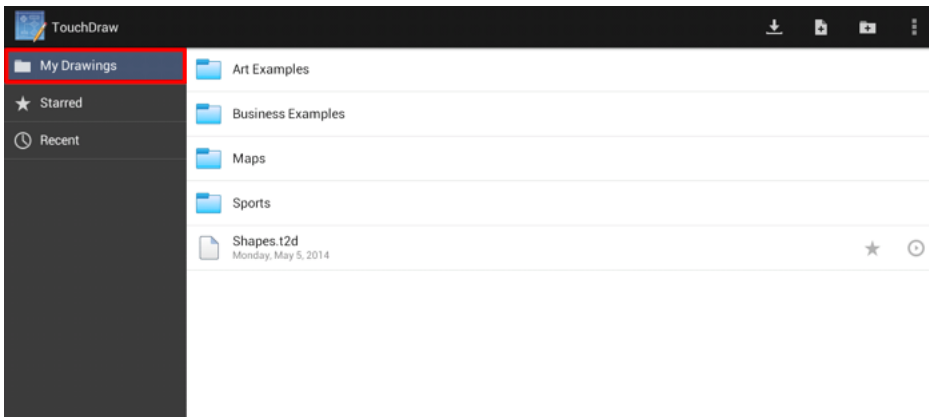 TouchDraw
My Drawings
Starred
Recent
Art Examples
Business Examples
Maps
Sports
Shapes.t2d
Monday, May 5, 2014